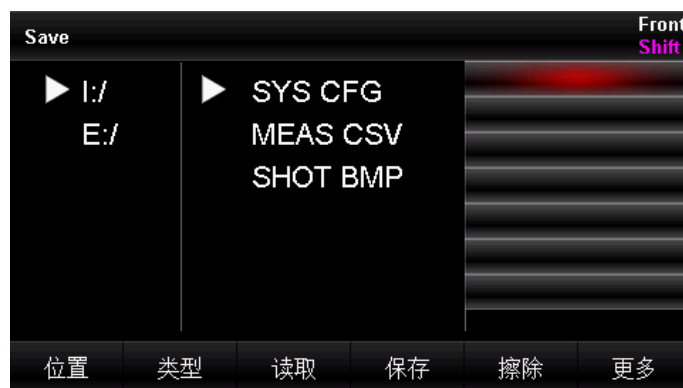 Save
Front
Shift
I:/
E:/
SYS CFG
MEAS CSV
SHOT BMP
位置 类型 读取 保存 擦除 更多